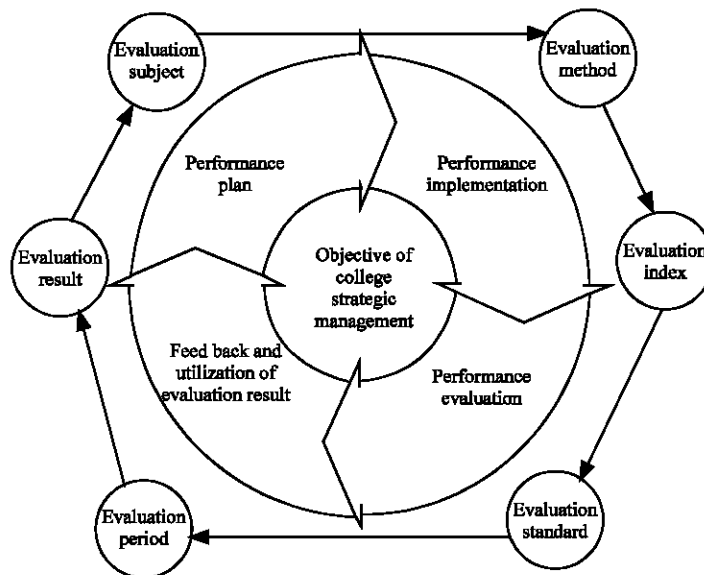 Evaluation
subject
Evaluation
method
Performance
plan
Performance
implementation
Evaluation
result
Objective of
college
strategic
management
Evaluation
index
Feed back and
utilization of
evaluation result
Performance
evaluation
Evaluation
period
Evaluation
standard